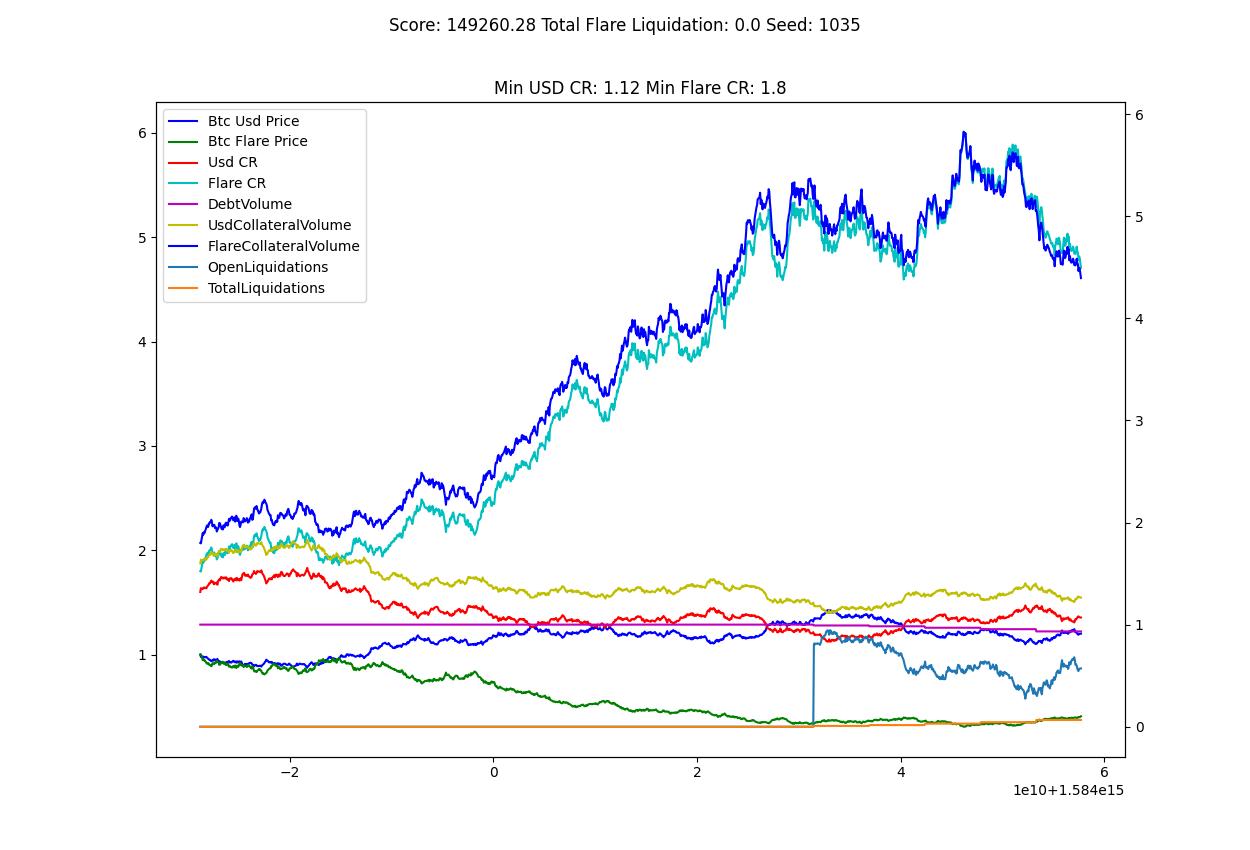 Score: 149260.28 Total Flare Liquidation: 0.0 Seed: 1035
Min USD CR: 1.12 Min Flare CR: 1.8
Btc Usd Price
Btc Flare Price
Usd CR
Flare CR
DebtVolume
UsdCollateralVolume
FlareCollateralVolume
OpenLiquidations
TotalLiquidations
6
5
4
3
2
1
6
5
4
3
2
1
0
−2
0
2
4
6
1e10+1.584e15